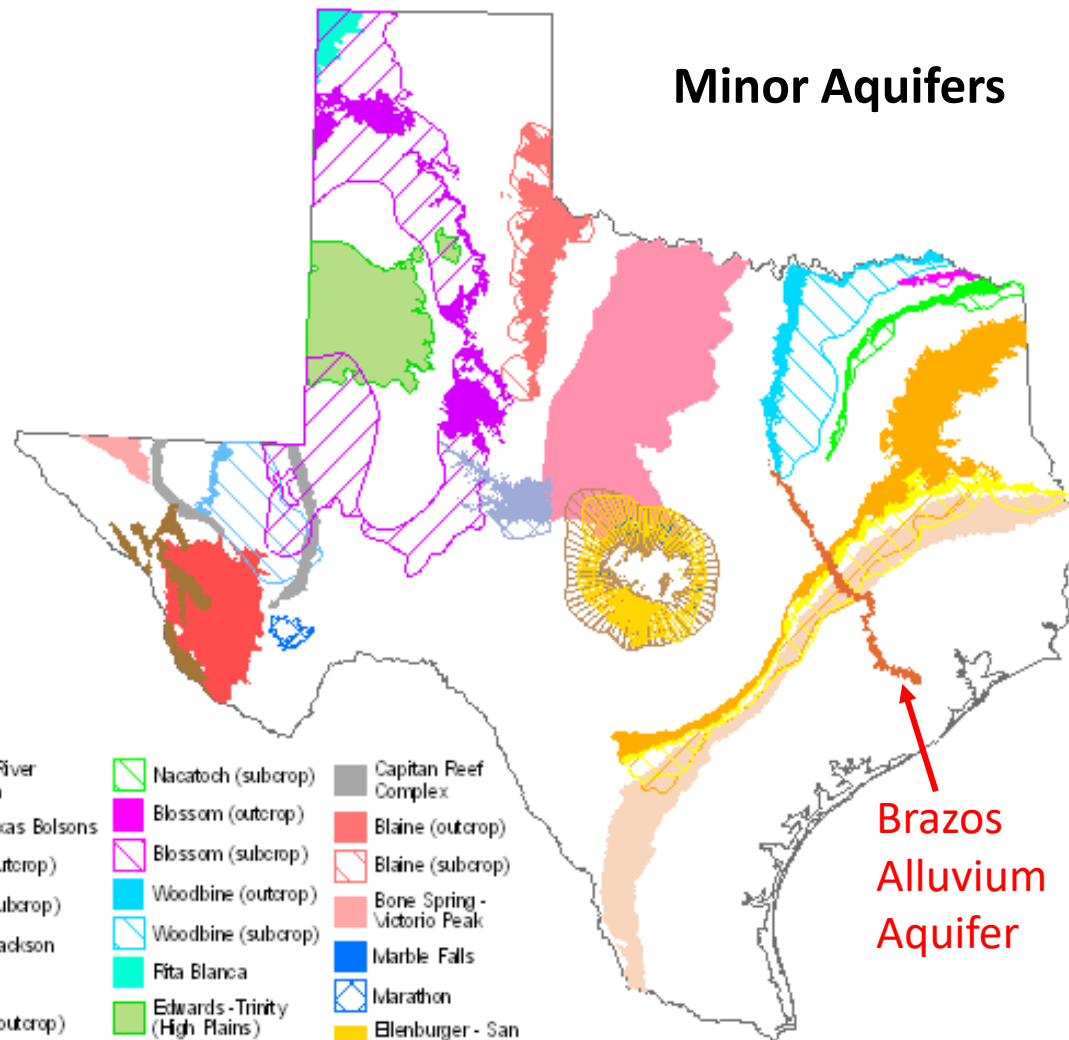 Minor Aquifers
Brazos
Alluvium
Aquifer
River
xas Bolsons
utcrop)
ubcrop)
ackson
outcrop)
Nacatoch (subcrop)
Blossom (outcrop)
Blossom (subcrop)
Woodbine (outcrop)
Woodbine (subcrop)
Rita Blanca
Edwards-Trinity
(High Plains)
Capitan Reef
Complex
Blaine (outcrop)
Blaine (subcrop)
Bone Spring -
Victorio Peak
Marble Falls
Marathon
Ellenburger - San